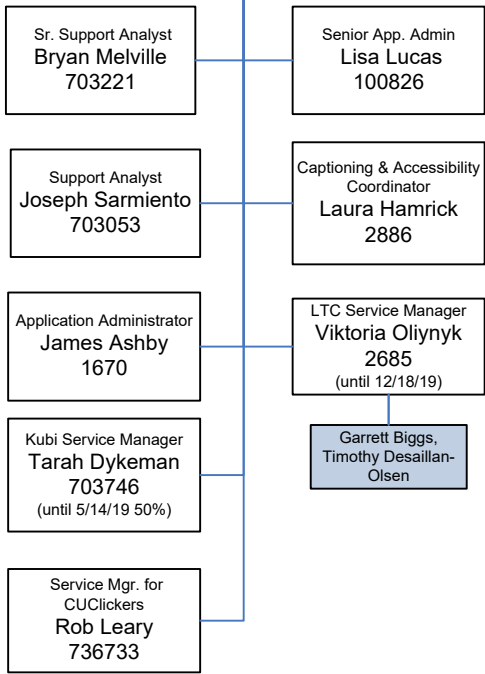 Sr. Support Analyst
Bryan Melville
703221
Senior App. Admin
Lisa Lucas
100826
Support Analyst
Joseph Sarmiento
703053
Captioning & Accessibility
Coordinator
Laura Hamrick
2886
Application Administrator
James Ashby
1670
LTC Service Manager
Viktoria Oliynyk
2685
(until 12/18/19)
Kubi Service Manager
Tarah Dykeman
703746
(until 5/14/19 50%)
Garrett Biggs,
Timothy Desaillan-
Olsen
Service Mgr. for
CUClickers
Rob Leary
736733